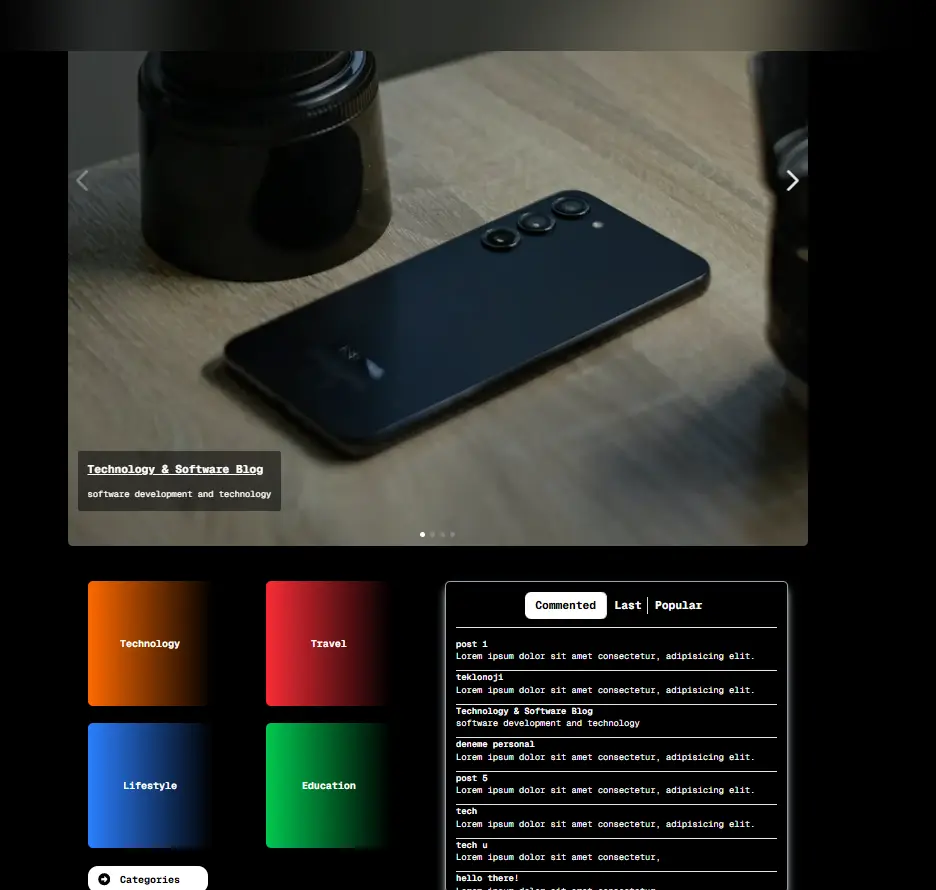 Technology & Software Blog
software development and technology
Technology
Travel
Lifestyle
Education
Categories
Commented Last Popular
post 1
Lorem ipsum dolor sit amet consectetur, adipisicing elit.
teklonoji
Lorem ipsum dolor sit amet consectetur, adipisicing elit.
Technology & Software Blog
software development and technology
deneme personal
Lorem ipsum dolor sit amet consectetur, adipisicing elit.
post 5
Lorem ipsum dolor sit amet consectetur, adipisicing elit.
tech
Lorem ipsum dolor sit amet consectetur, adipisicing elit.
tech u
Lorem ipsum dolor sit amet consectetur,
hello there!